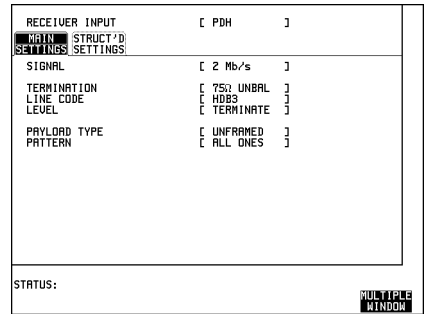 RECEIVER INPUT [ PDH ]
MAIN SETTINGS STRUCT'D SETTINGS
SIGNAL [ 2 Mb/s ]
TERMINATION [ 75Ω UNBAL ]
LINE CODE [ HDB3 ]
LEVEL [ TERMINATE ]
PAYLOAD TYPE [ UNFRAMED ]
PATTERN [ ALL ONES ]
STATUS:
MULTIPLE
WINDOW